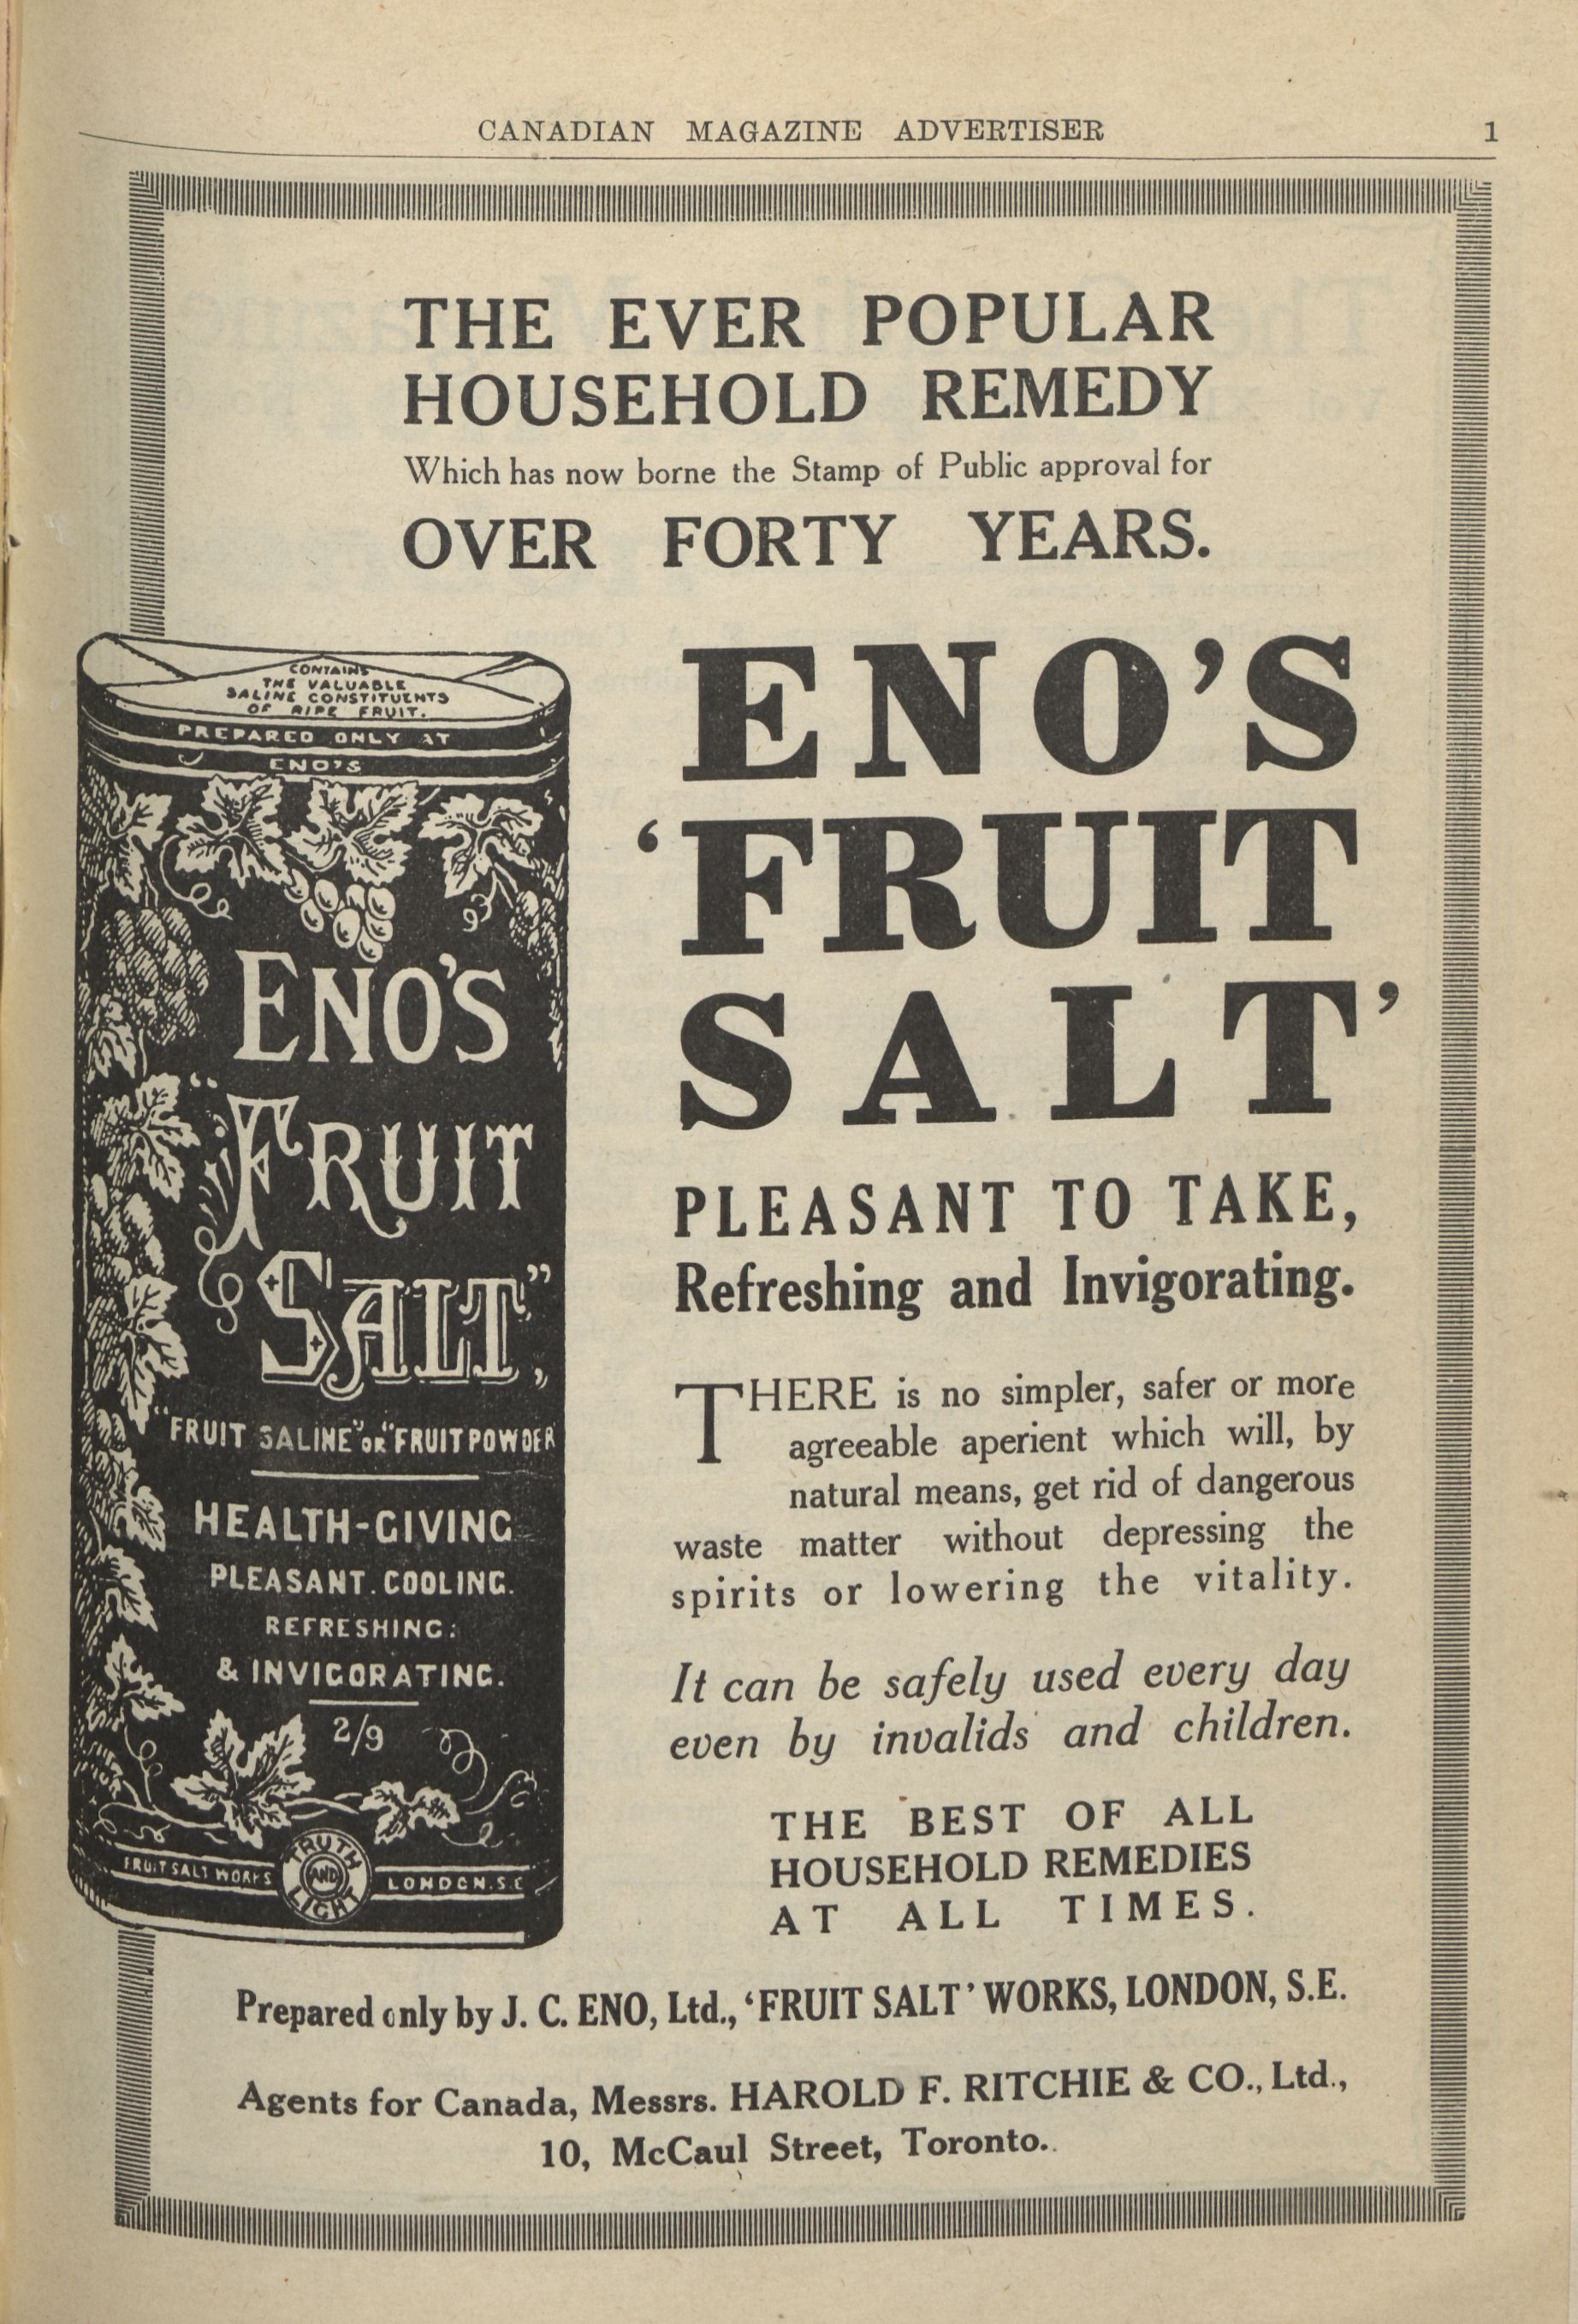 CANADIAN MAGAZINE ADVERTISER 1
THE EVER POPULAR
HOUSEHOLD REMEDY
Which has now borne the Stamp of Public approval for
OVER FORTY YEARS.
CONTAINS
THE VALUABLE
SALINE CONSTITUENTS
OF RIPE FRUIT.
PREPARED ONLY AT
ENO'S
ENO'S
"FRUIT
SALT,"
"FRUIT SALINE" OR "FRUIT POWDER
HEALTH-GIVING
PLEASANT. COOLING.
REFRESHING:
& INVIGORATING.
2/9
FRUIT SALT WORKS
TRUTH
AND
LIGHT
LONDON.S.E
ENO'S
‘FRUIT
SALT’
PLEASANT TO TAKE,
Refreshing and Invigorating.
THERE is no simpler, safer or more
agreeable aperient which will, by
natural means, get rid of dangerous
waste matter without depressing the
spirits or lowering the vitality.
It can be safely used every day
even by invalids and children.
THE BEST OF ALL
HOUSEHOLD REMEDIES
AT ALL TIMES.
Prepared only by J. C. ENO, Ltd., ‘FRUIT SALT’ WORKS, LONDON, S.E.
Agents for Canada, Messrs. HAROLD F. RITCHIE & CO., Ltd.,
10, McCaul Street, Toronto.